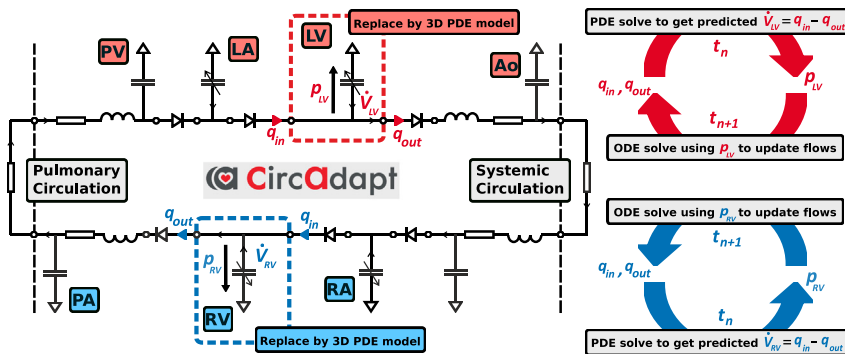 PV
LA
LV
Replace by 3D PDE model
Ao
p_LV
V̇_LV
q_in
q_out
Pulmonary
Circulation
CircAdapt
Systemic
Circulation
q_out
q_in
p_RV
V̇_RV
PA
RV
RA
Replace by 3D PDE model
PDE solve to get predicted V̇_LV = q_in – q_out
t_n
q_in, q_out
p_LV
t_n+1
ODE solve using p_LV to update flows
ODE solve using p_RV to update flows
t_n+1
q_in, q_out
p_RV
t_n
PDE solve to get predicted V̇_RV = q_in – q_out